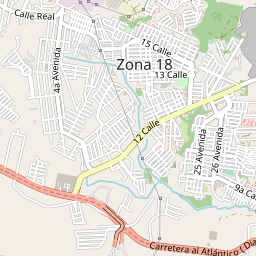 Calle Real
15 Calle
Zona 18
13 Calle
4a Avenida
12 Calle
25 Avenida
26 Avenida
9a Ca
Carretera al Atlántico ( Dia